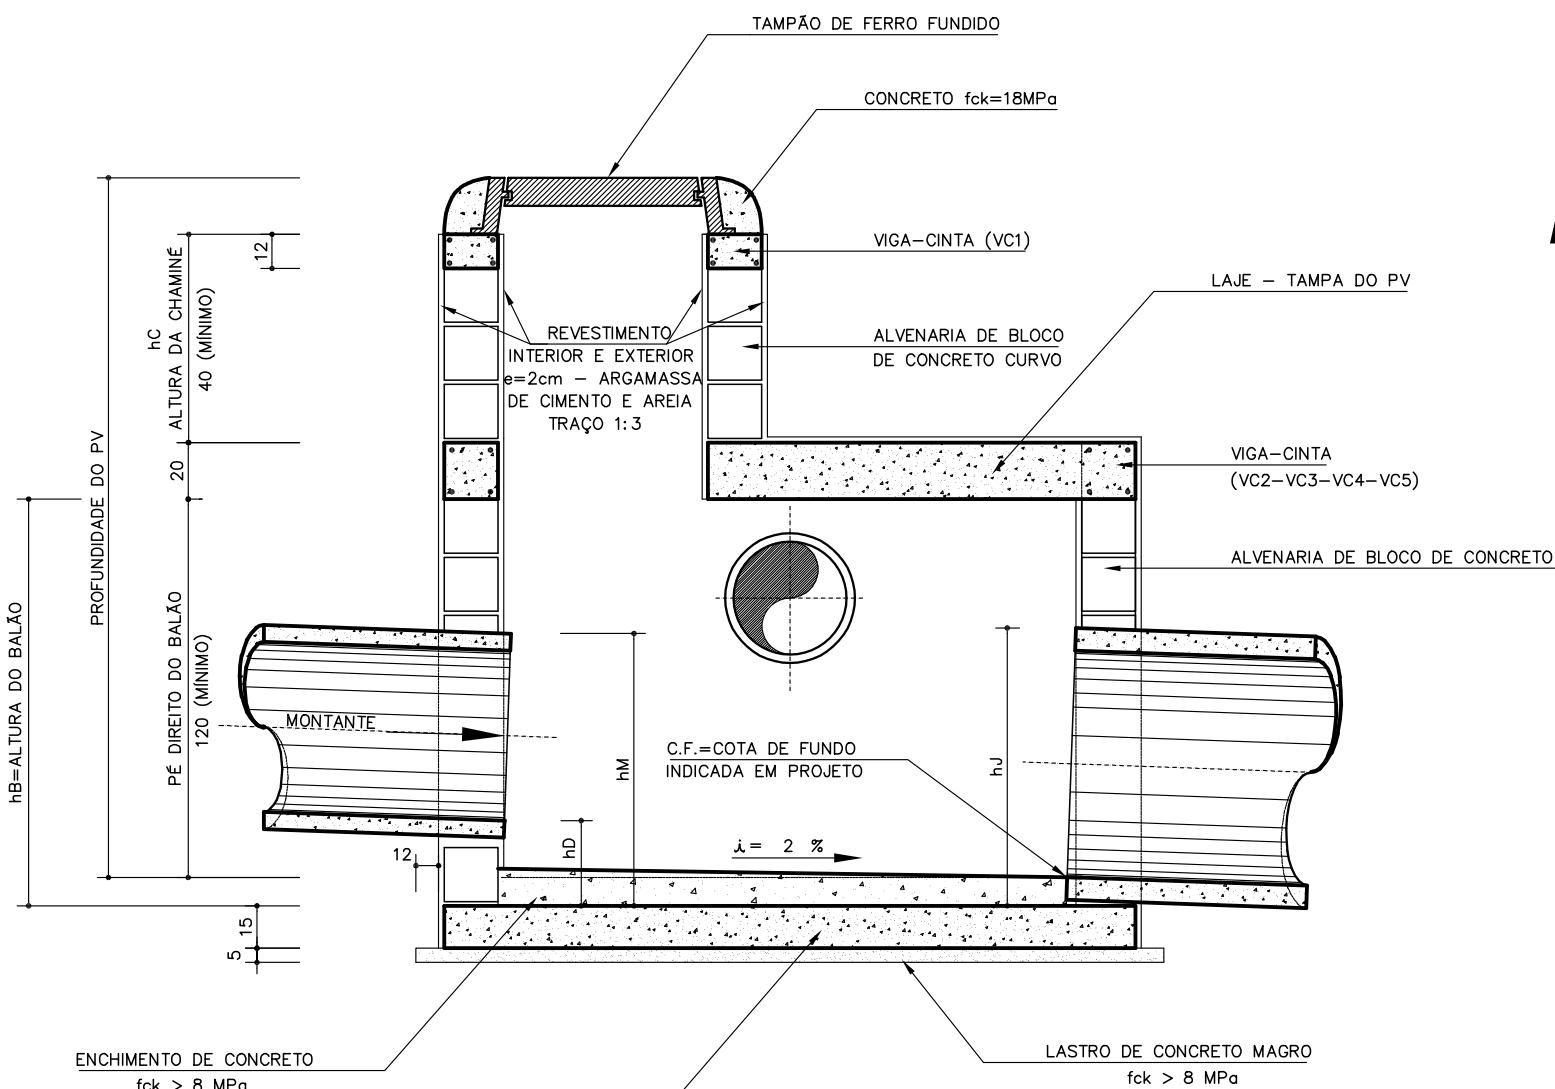 TAMPÃO DE FERRO FUNDIDO
CONCRETO fck=18MPa
VIGA-CINTA (VC1)
LAJE - TAMPA DO PV
12
hC
ALTURA DA CHAMINÉ
40 (MÍNIMO)
REVESTIMENTO
INTERIOR E EXTERIOR
e=2cm - ARGAMASSA
DE CIMENTO E AREIA
TRAÇO 1:3
ALVENARIA DE BLOCO
DE CONCRETO CURVO
20
PROFUNDIDADE DO PV
VIGA-CINTA
(VC2-VC3-VC4-VC5)
ALVENARIA DE BLOCO DE CONCRETO
hB=ALTURA DO BALÃO
PÉ DIREITO DO BALÃO
120 (MÍNIMO)
MONTANTE
hM
C.F.=COTA DE FUNDO
INDICADA EM PROJETO
hJ
12
hD
i= 2 %
15
5
ENCHIMENTO DE CONCRETO
fck > 8 MPa
LASTRO DE CONCRETO MAGRO
fck > 8 MPa